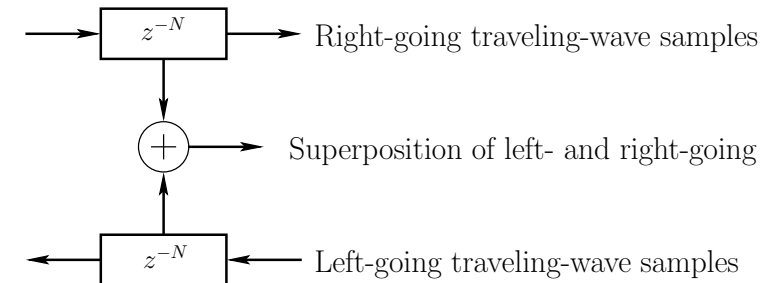 z^{-N}
Right-going traveling-wave samples
+
Superposition of left- and right-going
z^{-N}
Left-going traveling-wave samples